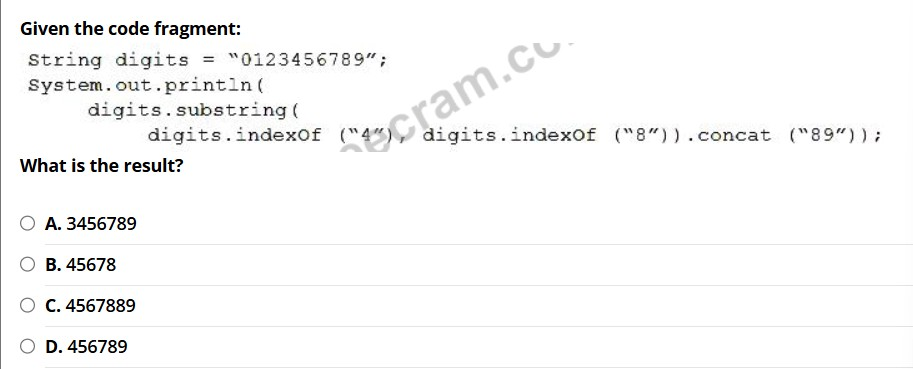 Given the code fragment:
String digits = “0123456789”;
System.out.println(
digits.substring(
digits.indexOf (“4”), digits.indexOf (“8”)).concat (“89”));
What is the result?
A. 3456789
B. 45678
C. 4567889
D. 456789